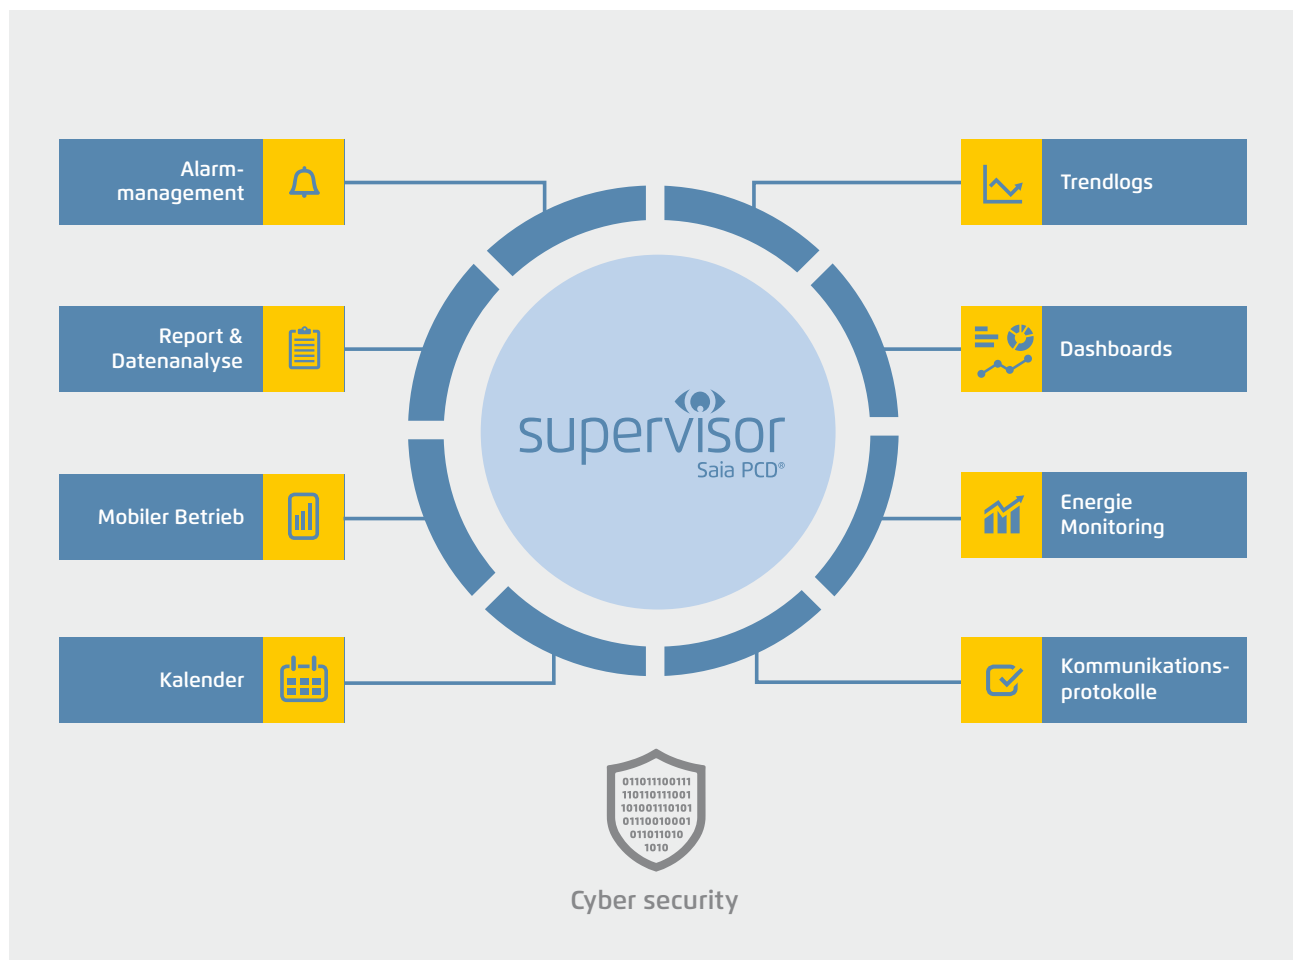 Alarm-
management
Report &
Datenanalyse
Mobiler Betrieb
Kalender
supervisor
Saia PCD®
Trendlogs
Dashboards
Energie
Monitoring
Kommunikations-
protokolle
011011100111
110110111001
101001110101
01110010001
011011010
1010
Cyber security